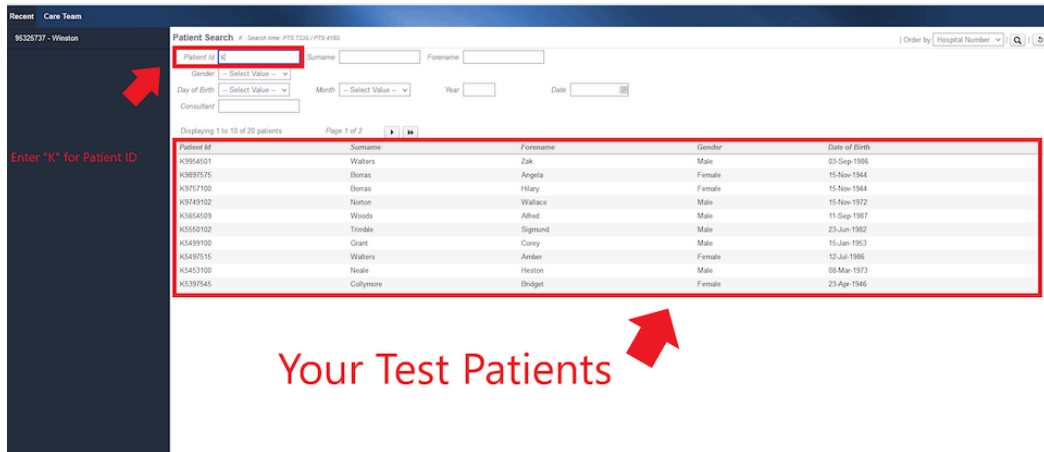 Recent Care Team
95325737 - Winston
Patient Search K Search time: PT0.733S / PT0.418S
| Order by Hospital Number |
Patient Id K Surname Forename
Gender -- Select Value --
Day of Birth -- Select Value -- Month -- Select Value -- Year Date
Consultant
Displaying 1 to 10 of 20 patients Page 1 of 2
Enter "K" for Patient ID
Patient Id Surname Forename Gender Date of Birth
K9954501 Walters Zak Male 03-Sep-1986
K9897575 Borras Angela Female 15-Nov-1944
K9757100 Borras Hilary Female 15-Nov-1944
K9749102 Norton Wallace Male 15-Nov-1972
K5654509 Woods Alfred Male 11-Sep-1987
K5550102 Trimble Sigmund Male 23-Jun-1982
K5499100 Grant Corey Male 15-Jan-1953
K5497515 Walters Amber Female 12-Jul-1986
K5453100 Neale Heston Male 08-Mar-1973
K5397545 Collymore Bridget Female 23-Apr-1946
Your Test Patients